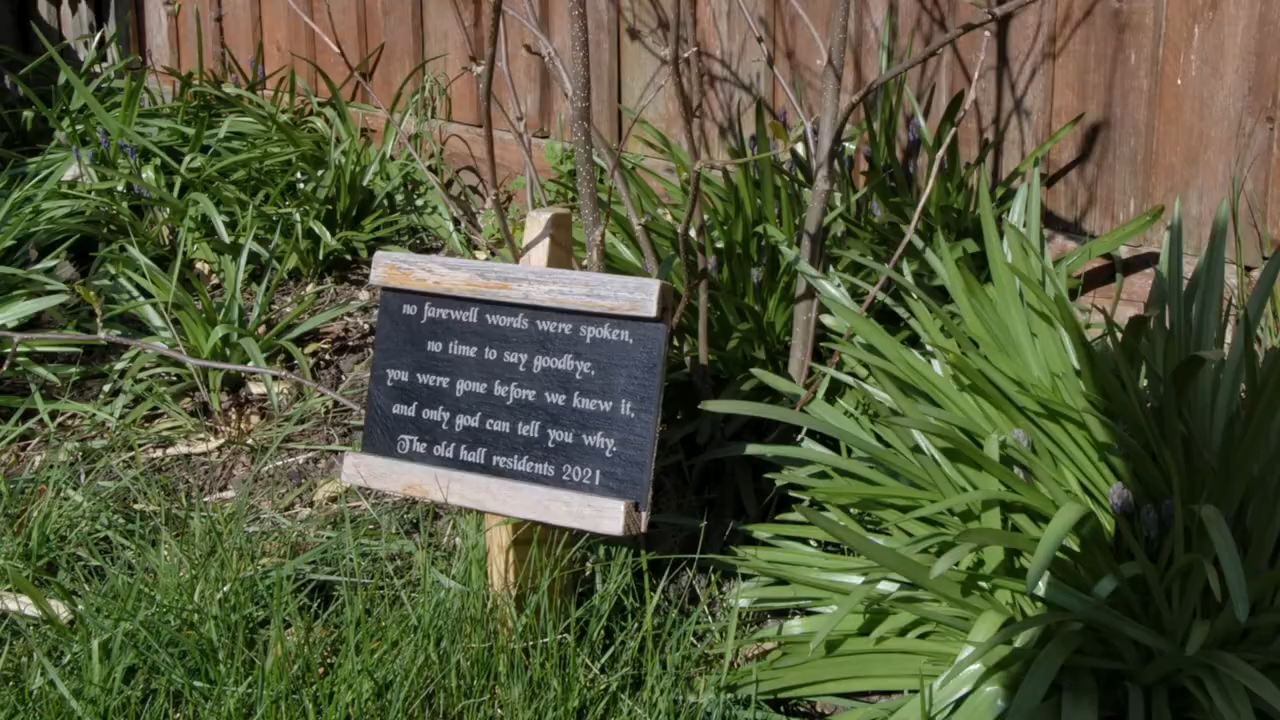 no farewell words were spoken,
no time to say goodbye,
you were gone before we knew it,
and only god can tell you why.
The old hall residents 2021